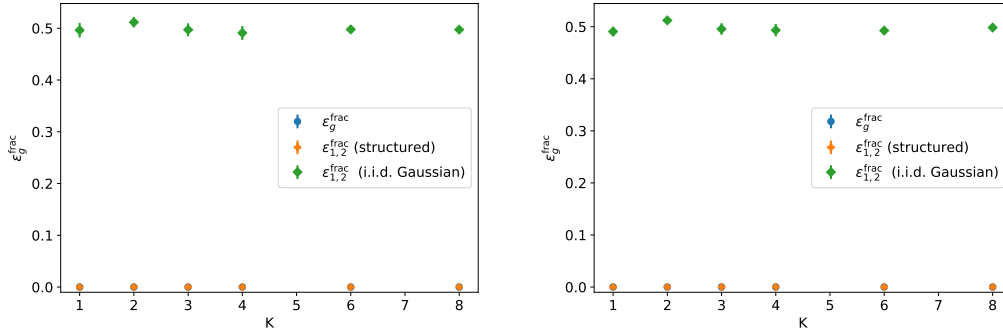 0.5
0.4
0.3
0.2
0.1
0.0
ε_g^frac
1 2 3 4 5 6 7 8
K
ε_g^frac
ε_{1,2}^frac (structured)
ε_{1,2}^frac (i.i.d. Gaussian)
0.5
0.4
0.3
0.2
0.1
0.0
ε_g^frac
1 2 3 4 5 6 7 8
K
ε_g^frac
ε_{1,2}^frac (structured)
ε_{1,2}^frac (i.i.d. Gaussian)